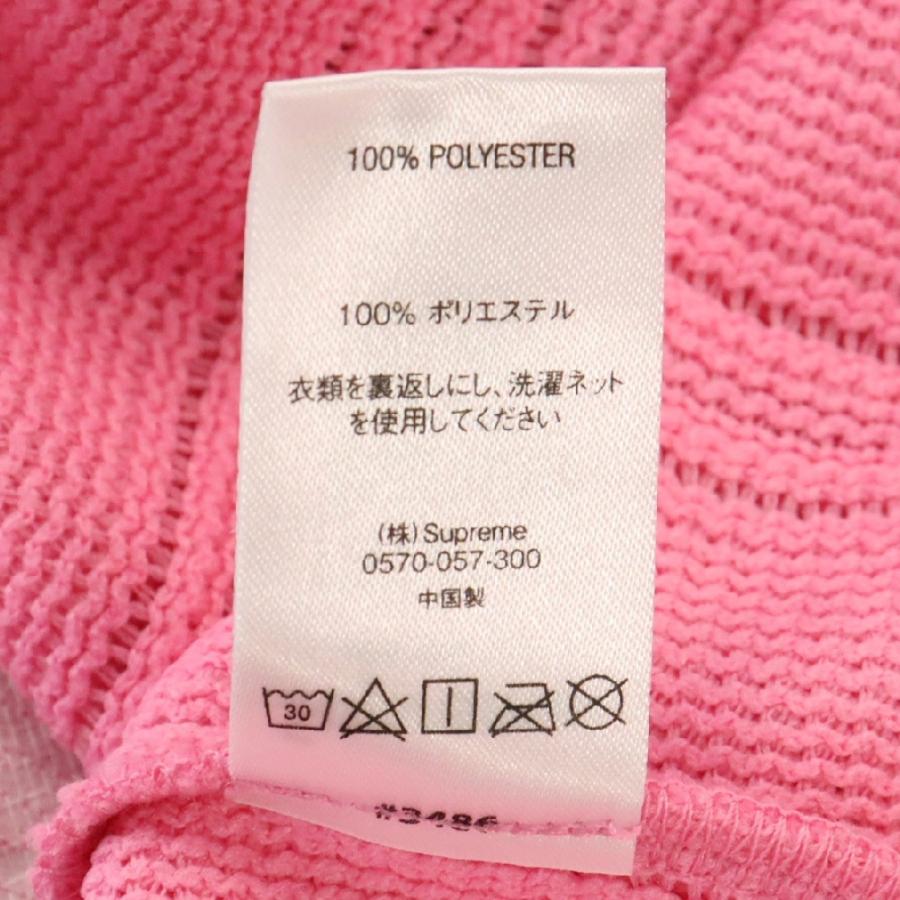 100% POLYESTER
100% ポリエステル
衣類を裏返しにし、洗濯ネット
を使用してください
(株)Supreme
0570-057-300
中国製
30
#3486